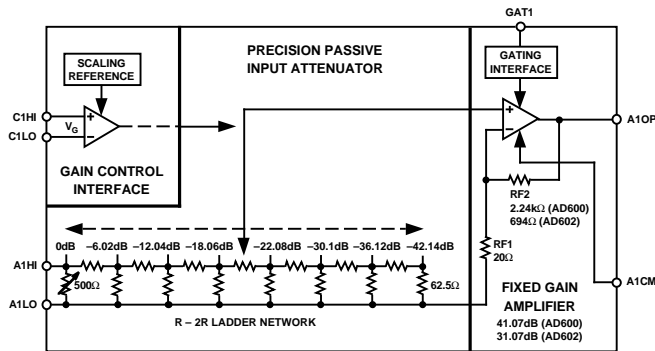 GAT1
PRECISION PASSIVE
INPUT ATTENUATOR
SCALING
REFERENCE
GATING
INTERFACE
C1HI
C1LO
VG
+
–
+
–
A1OP
GAIN CONTROL
INTERFACE
RF2
2.24kΩ (AD600)
694Ω (AD602)
0dB –6.02dB –12.04dB –18.06dB –22.08dB –30.1dB –36.12dB –42.14dB
RF1
20Ω
A1HI
500Ω
62.5Ω
A1CM
A1LO
R – 2R LADDER NETWORK
FIXED GAIN
AMPLIFIER
41.07dB (AD600)
31.07dB (AD602)